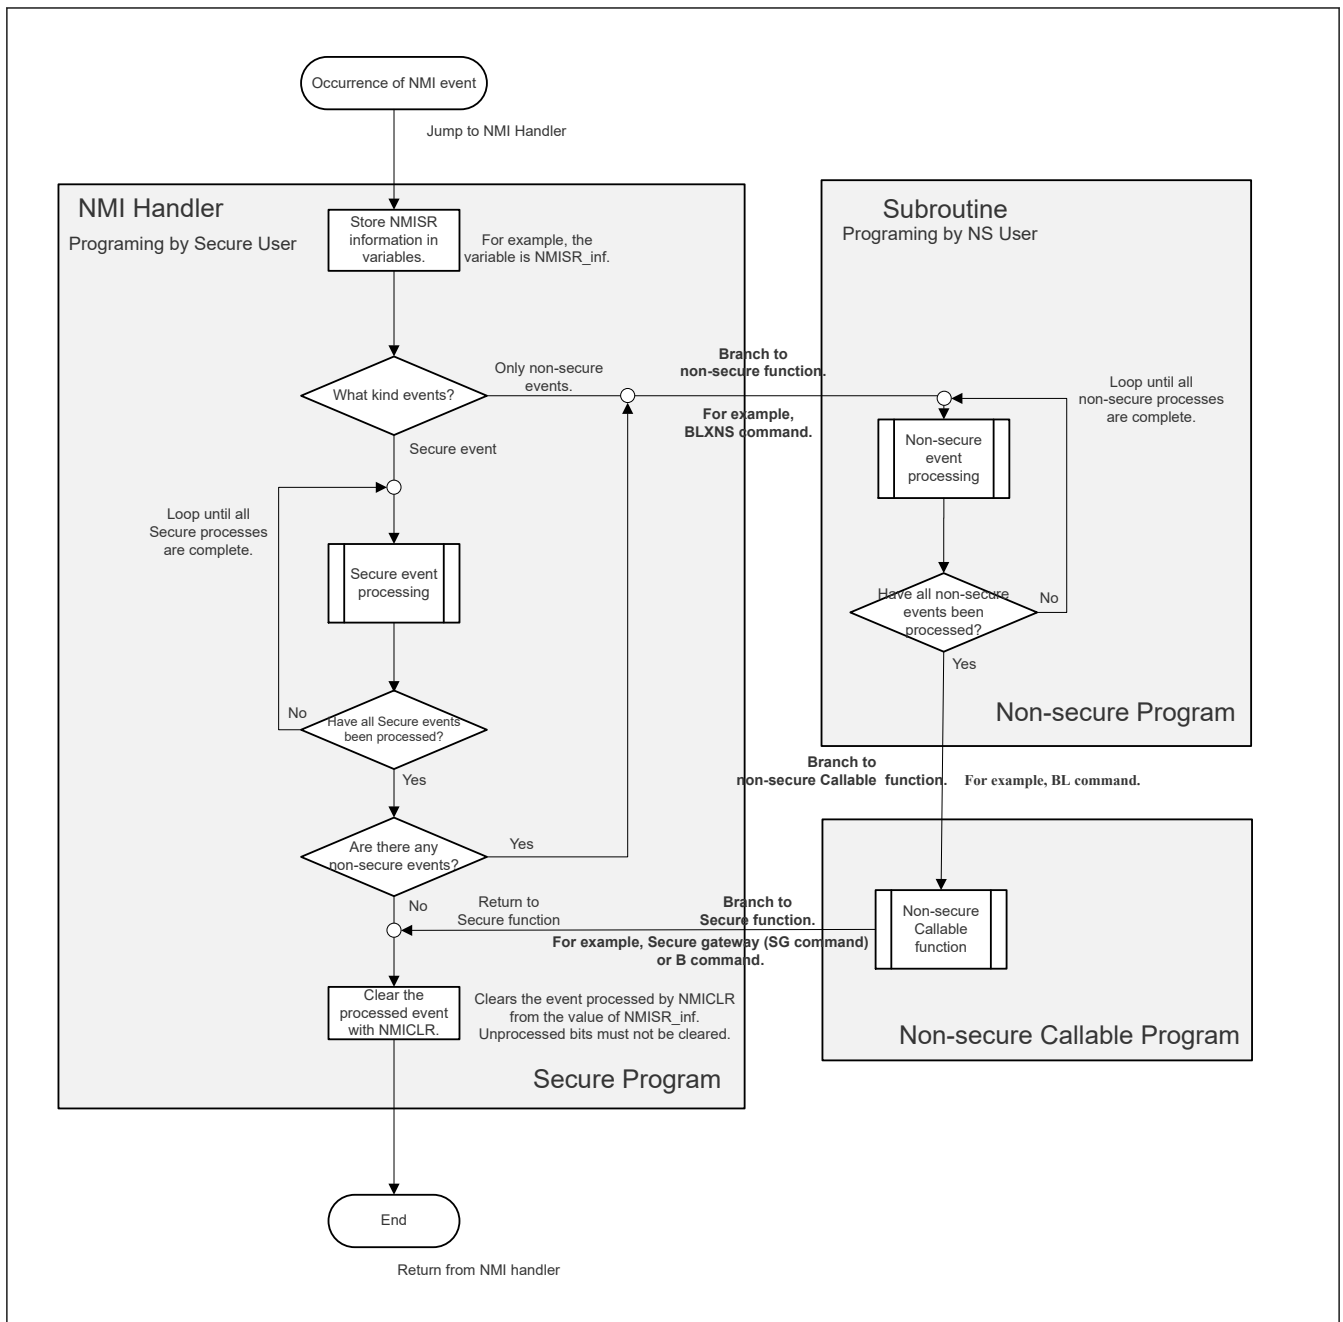 Occurrence of NMI event
Jump to NMI Handler
NMI Handler
Programing by Secure User
Store NMISR
information in
variables.
For example, the
variable is NMISR_inf.
Subroutine
Programing by NS User
What kind events?
Only non-secure
events.
Branch to
non-secure function.
For example,
BLXNS command.
Loop until all
non-secure processes
are complete.
Non-secure
event
processing
Secure event
Loop until all
Secure processes
are complete.
Secure event
processing
Have all non-secure
events been
processed?
No
Yes
Non-secure Program
No
Have all Secure events
been processed?
Yes
Branch to
non-secure Callable function.
For example, BL command.
Are there any
non-secure events?
Yes
No
Return to
Secure function
Branch to
Secure function.
For example, Secure gateway (SG command)
or B command.
Non-secure
Callable
function
Clear the
processed event
with NMICLR.
Clears the event processed by NMICLR
from the value of NMISR_inf.
Unprocessed bits must not be cleared.
Non-secure Callable Program
Secure Program
End
Return from NMI handler